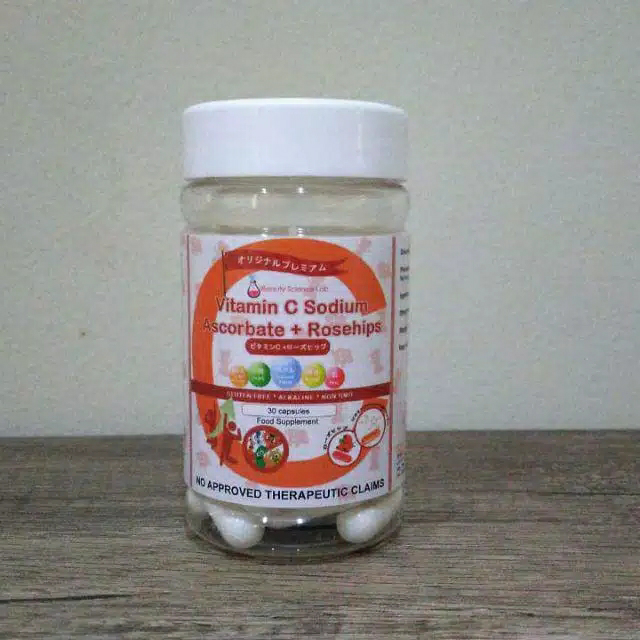 オリジナルプレミアム
Beauty Science Lab
Vitamin C Sodium
Ascorbate + Rosehips
ビタミンC +ローズヒップ
GLUTEN FREE * ALKALINE * NON GMO
30 capsules
Food Supplement
NO APPROVED THERAPEUTIC CLAIMS